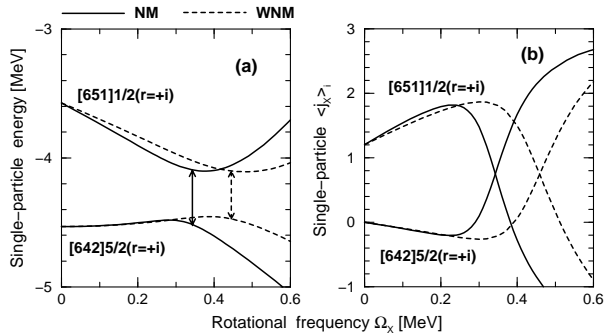 NM WNM
(a) (b)
[651]1/2(r=+i) [651]1/2(r=+i)
[642]5/2(r=+i) [642]5/2(r=+i)
Single−particle energy [MeV]
Single−particle <jx>i
−3
−4
−5
3
2
1
0
−1
0 0.2 0.4 0.6 0 0.2 0.4 0.6
Rotational frequency Ωx [MeV]